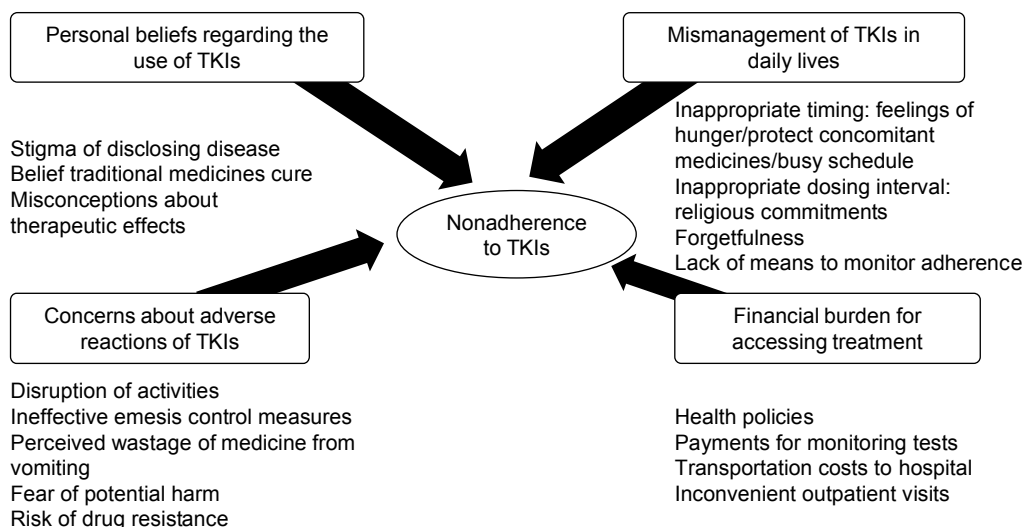 Personal beliefs regarding the
use of TKIs
Stigma of disclosing disease
Belief traditional medicines cure
Misconceptions about
therapeutic effects
Mismanagement of TKIs in
daily lives
Inappropriate timing: feelings of
hunger/protect concomitant
medicines/busy schedule
Inappropriate dosing interval:
religious commitments
Forgetfulness
Lack of means to monitor adherence
Nonadherence
to TKIs
Concerns about adverse
reactions of TKIs
Disruption of activities
Ineffective emesis control measures
Perceived wastage of medicine from
vomiting
Fear of potential harm
Risk of drug resistance
Financial burden for
accessing treatment
Health policies
Payments for monitoring tests
Transportation costs to hospital
Inconvenient outpatient visits